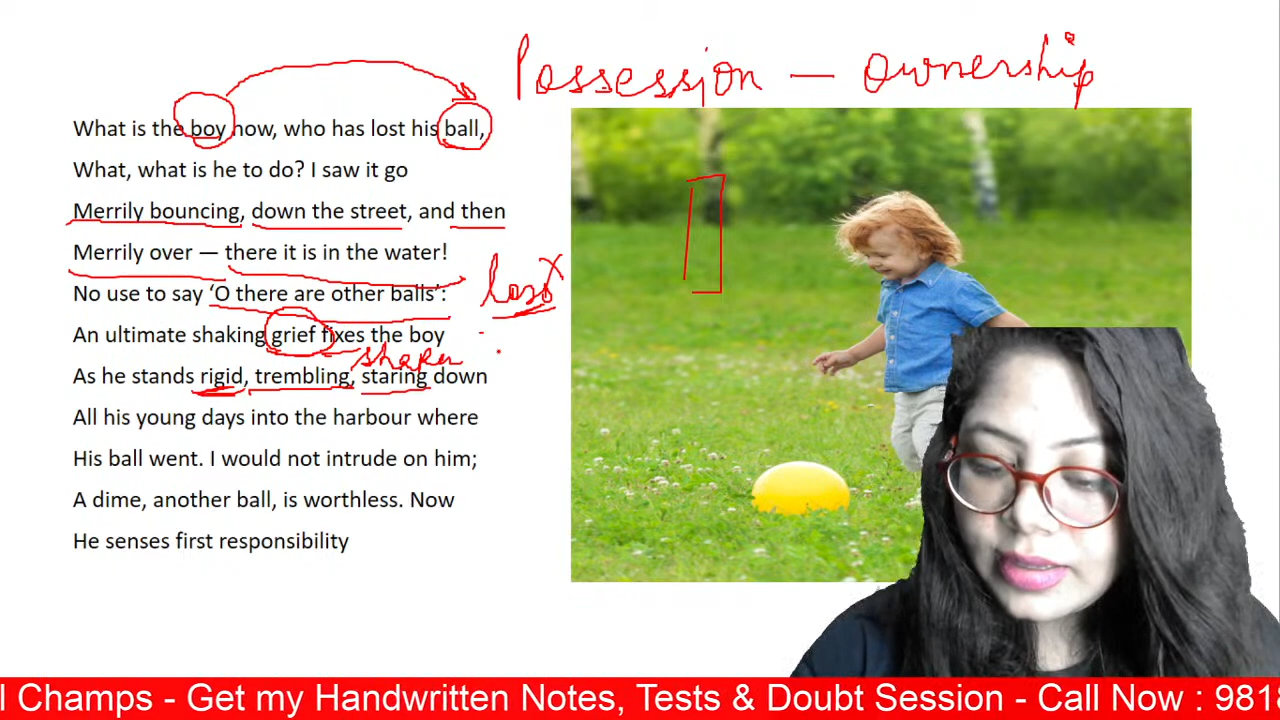 Possession — Ownership
What is the boy now, who has lost his ball,
What, what is he to do? I saw it go
Merrily bouncing, down the street, and then
Merrily over — there it is in the water!
No use to say ‘O there are other balls’:
lost
An ultimate shaking grief fixes the boy
shaken
As he stands rigid, trembling, staring down
All his young days into the harbour where
His ball went. I would not intrude on him;
A dime, another ball, is worthless. Now
He senses first responsibility
l Champs - Get my Handwritten Notes, Tests & Doubt Session - Call Now : 981